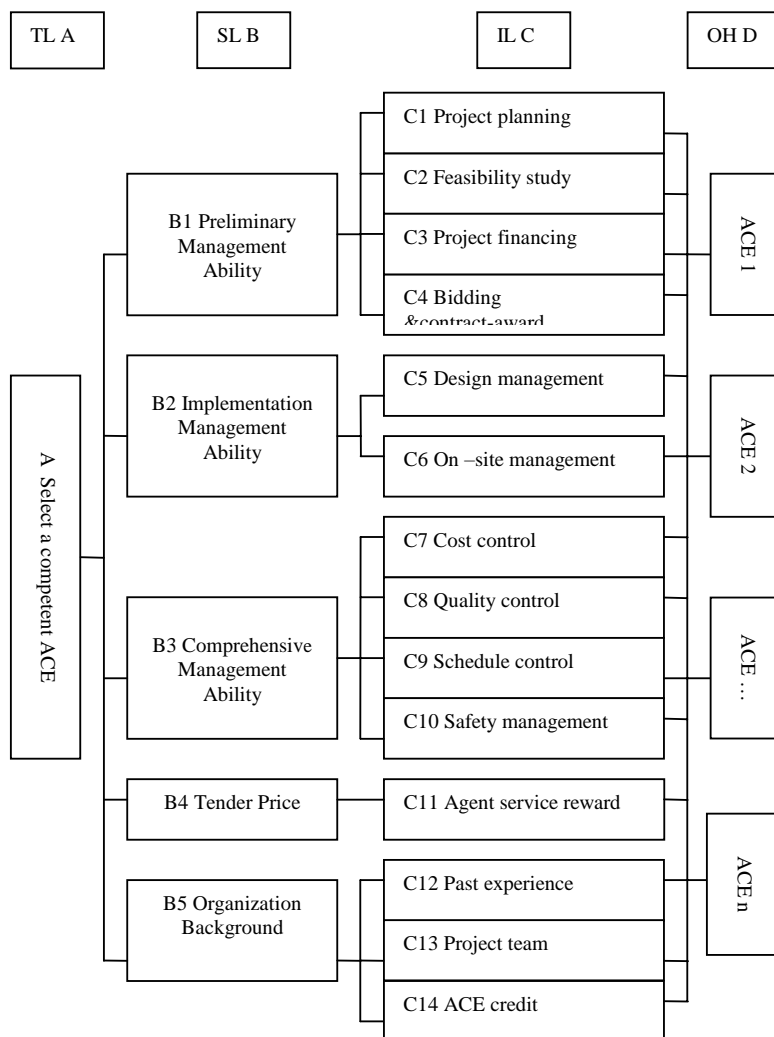 TL A
SL B
IL C
OH D
A Select a competent ACE
B1 Preliminary
Management
Ability
B2 Implementation
Management
Ability
B3 Comprehensive
Management
Ability
B4 Tender Price
B5 Organization
Background
C1 Project planning
C2 Feasibility study
C3 Project financing
C4 Bidding
&contract-award
C5 Design management
C6 On –site management
C7 Cost control
C8 Quality control
C9 Schedule control
C10 Safety management
C11 Agent service reward
C12 Past experience
C13 Project team
C14 ACE credit
ACE 1
ACE 2
ACE …
ACE n